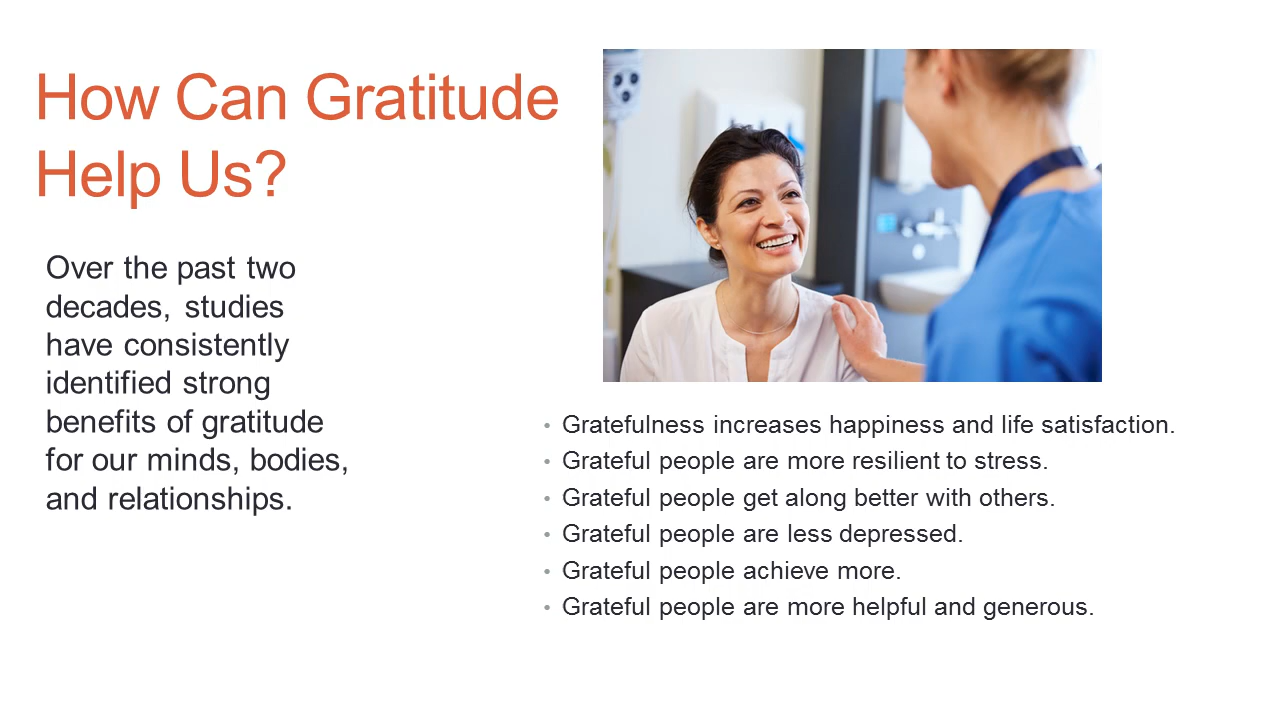 How Can Gratitude
Help Us?
Over the past two
decades, studies
have consistently
identified strong
benefits of gratitude
for our minds, bodies,
and relationships.
• Gratefulness increases happiness and life satisfaction.
• Grateful people are more resilient to stress.
• Grateful people get along better with others.
• Grateful people are less depressed.
• Grateful people achieve more.
• Grateful people are more helpful and generous.